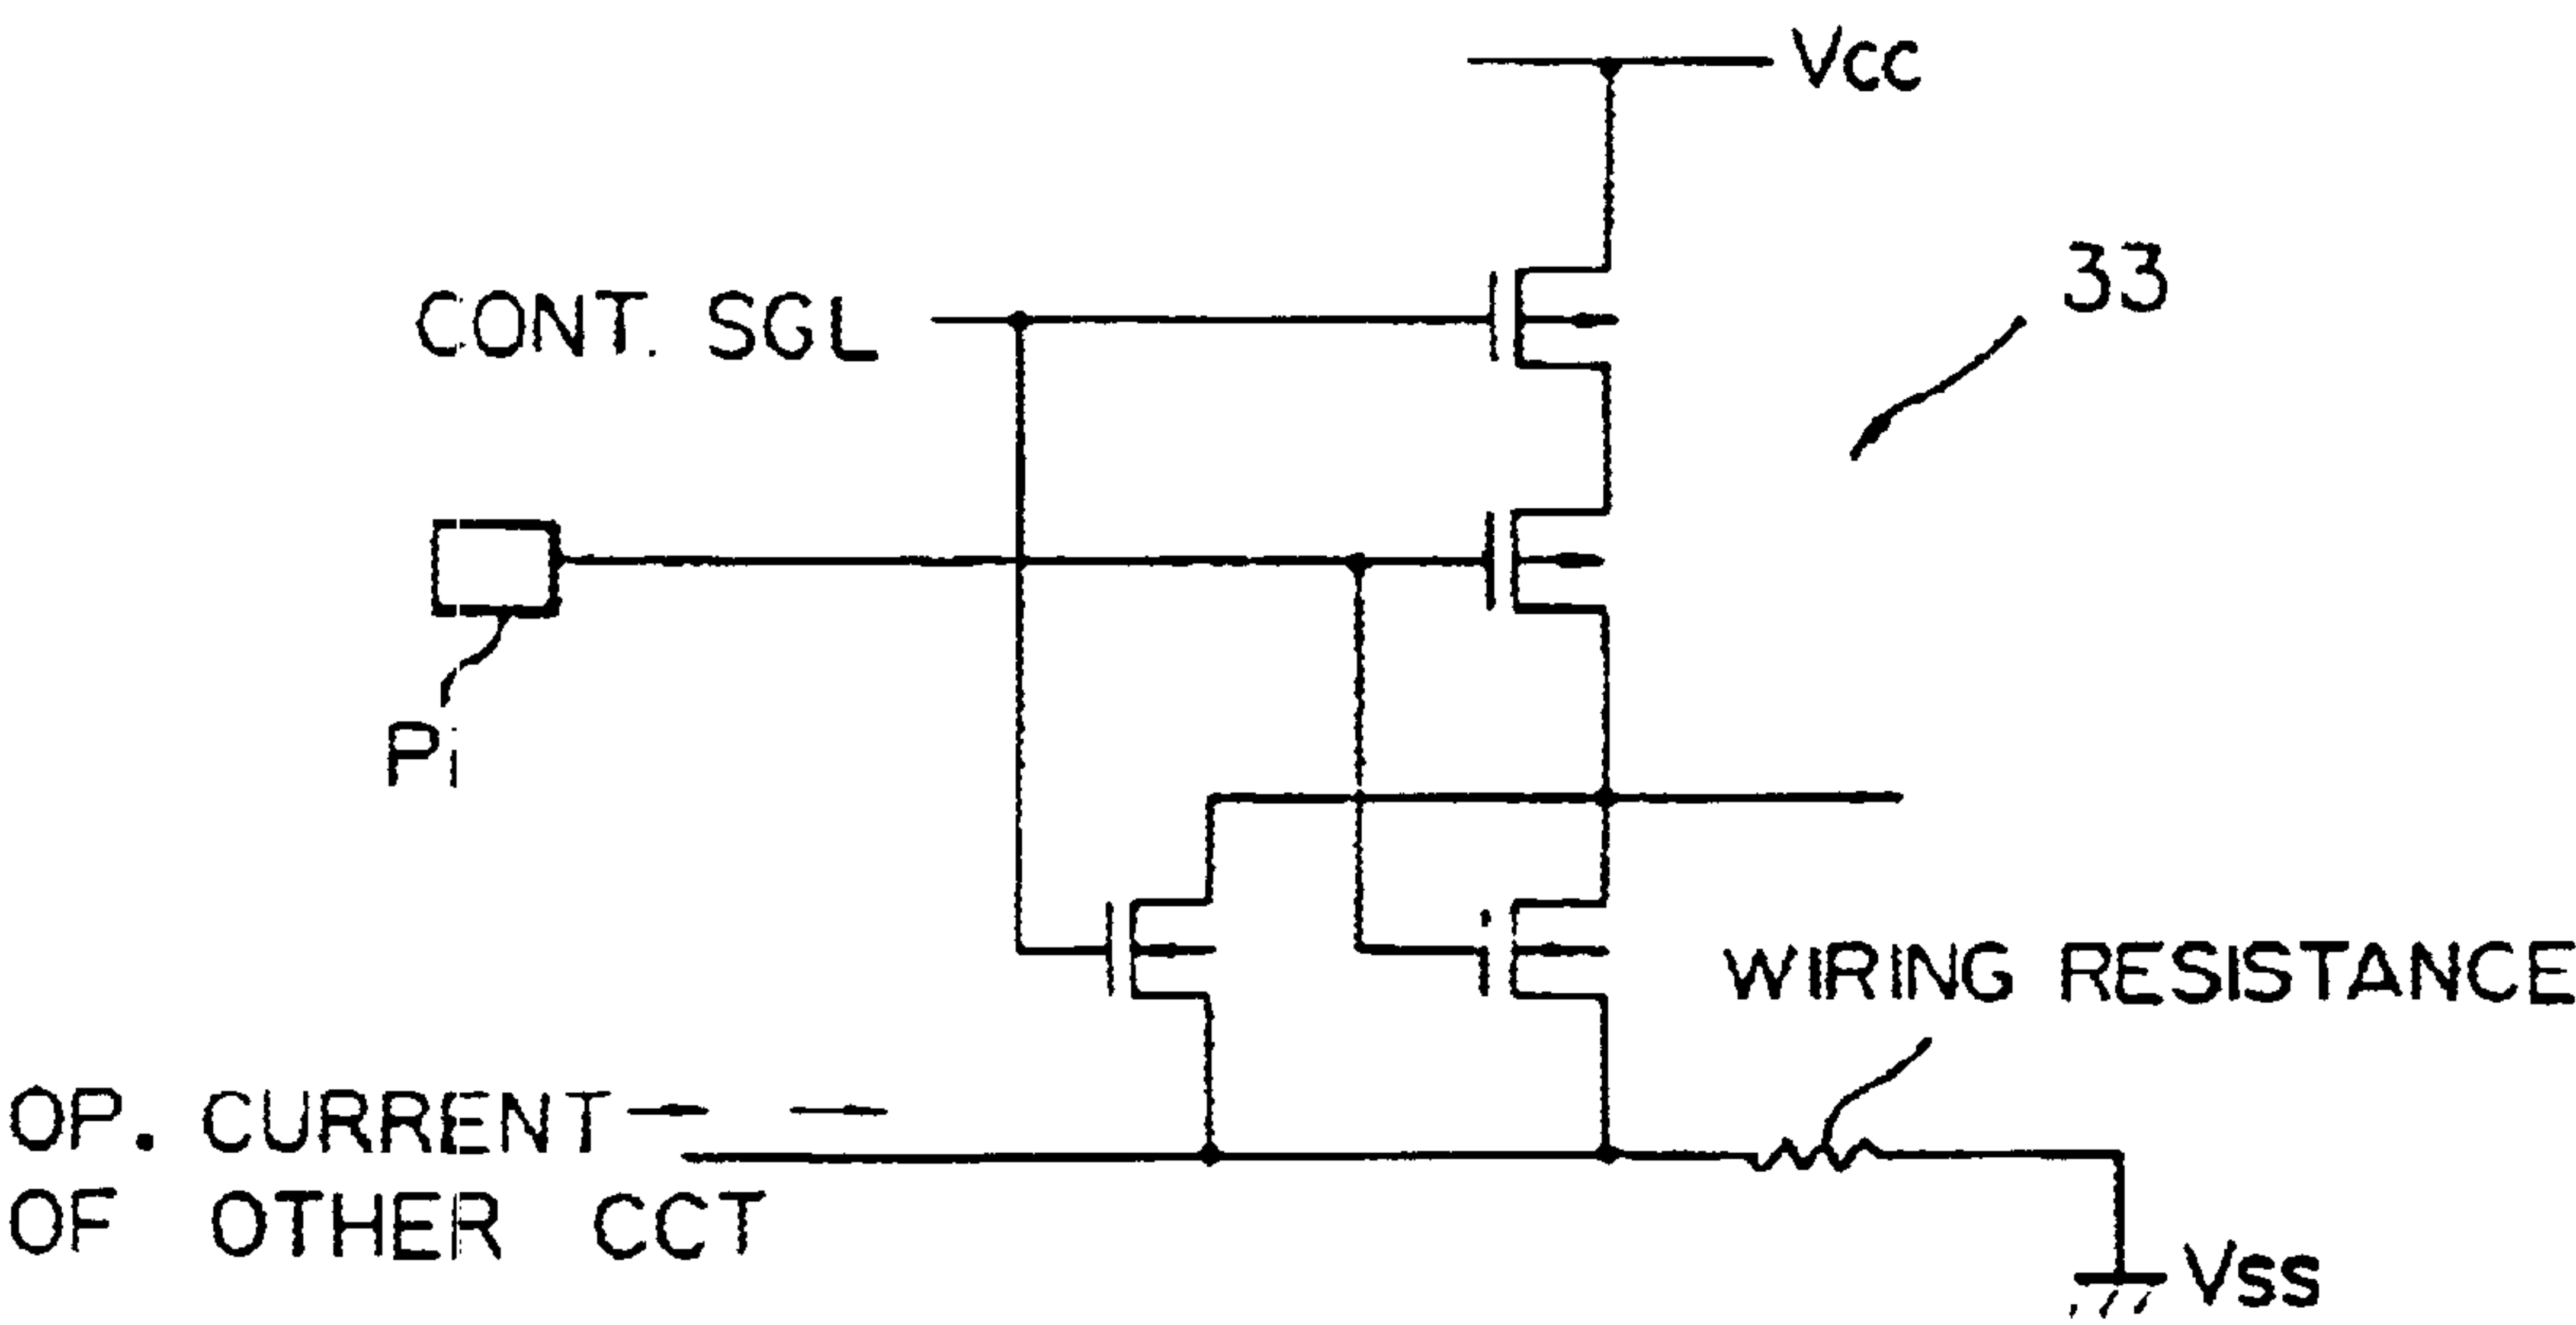 Vcc
33
CONT. SGL
Pi
WIRING RESISTANCE
OP. CURRENT
OF OTHER CCT
Vss